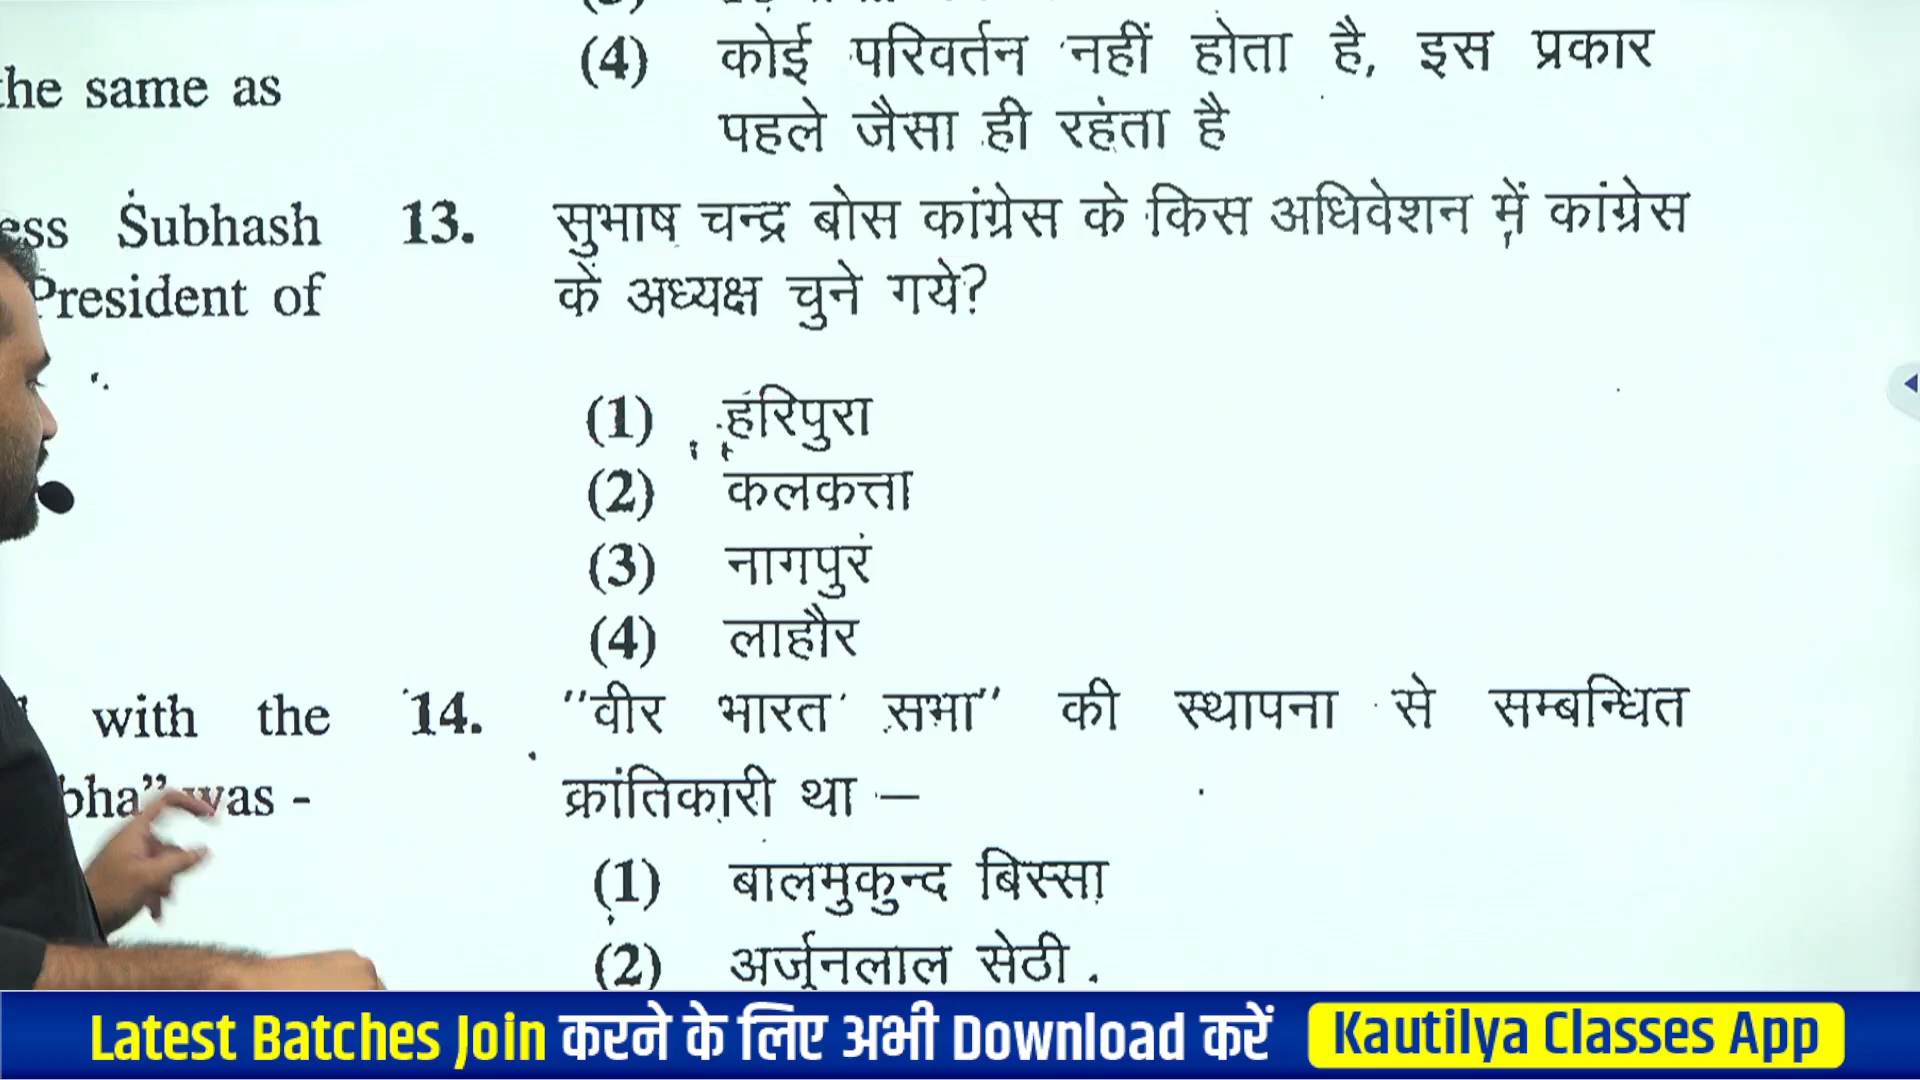 (4) कोई परिवर्तन नहीं होता है, इस प्रकार
पहले जैसा ही रहता है
the same as
13. सुभाष चन्द्र बोस कांग्रेस के किस अधिवेशन में कांग्रेस
के अध्यक्ष चुने गये?
Subhash
President of
(1) हरिपुरा
(2) कलकत्ता
(3) नागपुर
(4) लाहौर
14. "वीर भारत सभा" की स्थापना से सम्बन्धित
क्रांतिकारी था –
with the
bha" was -
(1) बालमुकुन्द बिस्सा
(2) अर्जुनलाल सेठी
Latest Batches Join करने के लिए अभी Download करें Kautilya Classes App